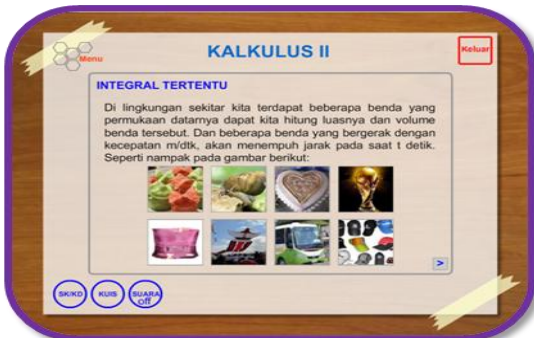 Menu
KALKULUS II
Keluar
INTEGRAL TERTENTU
Di lingkungan sekitar kita terdapat beberapa benda yang
permukaan datarnya dapat kita hitung luasnya dan volume
benda tersebut. Dan beberapa benda yang bergerak dengan
kecepatan m/dtk, akan menempuh jarak pada saat t detik.
Seperti nampak pada gambar berikut:
>
SK/KD
KUIS
SUARA
off